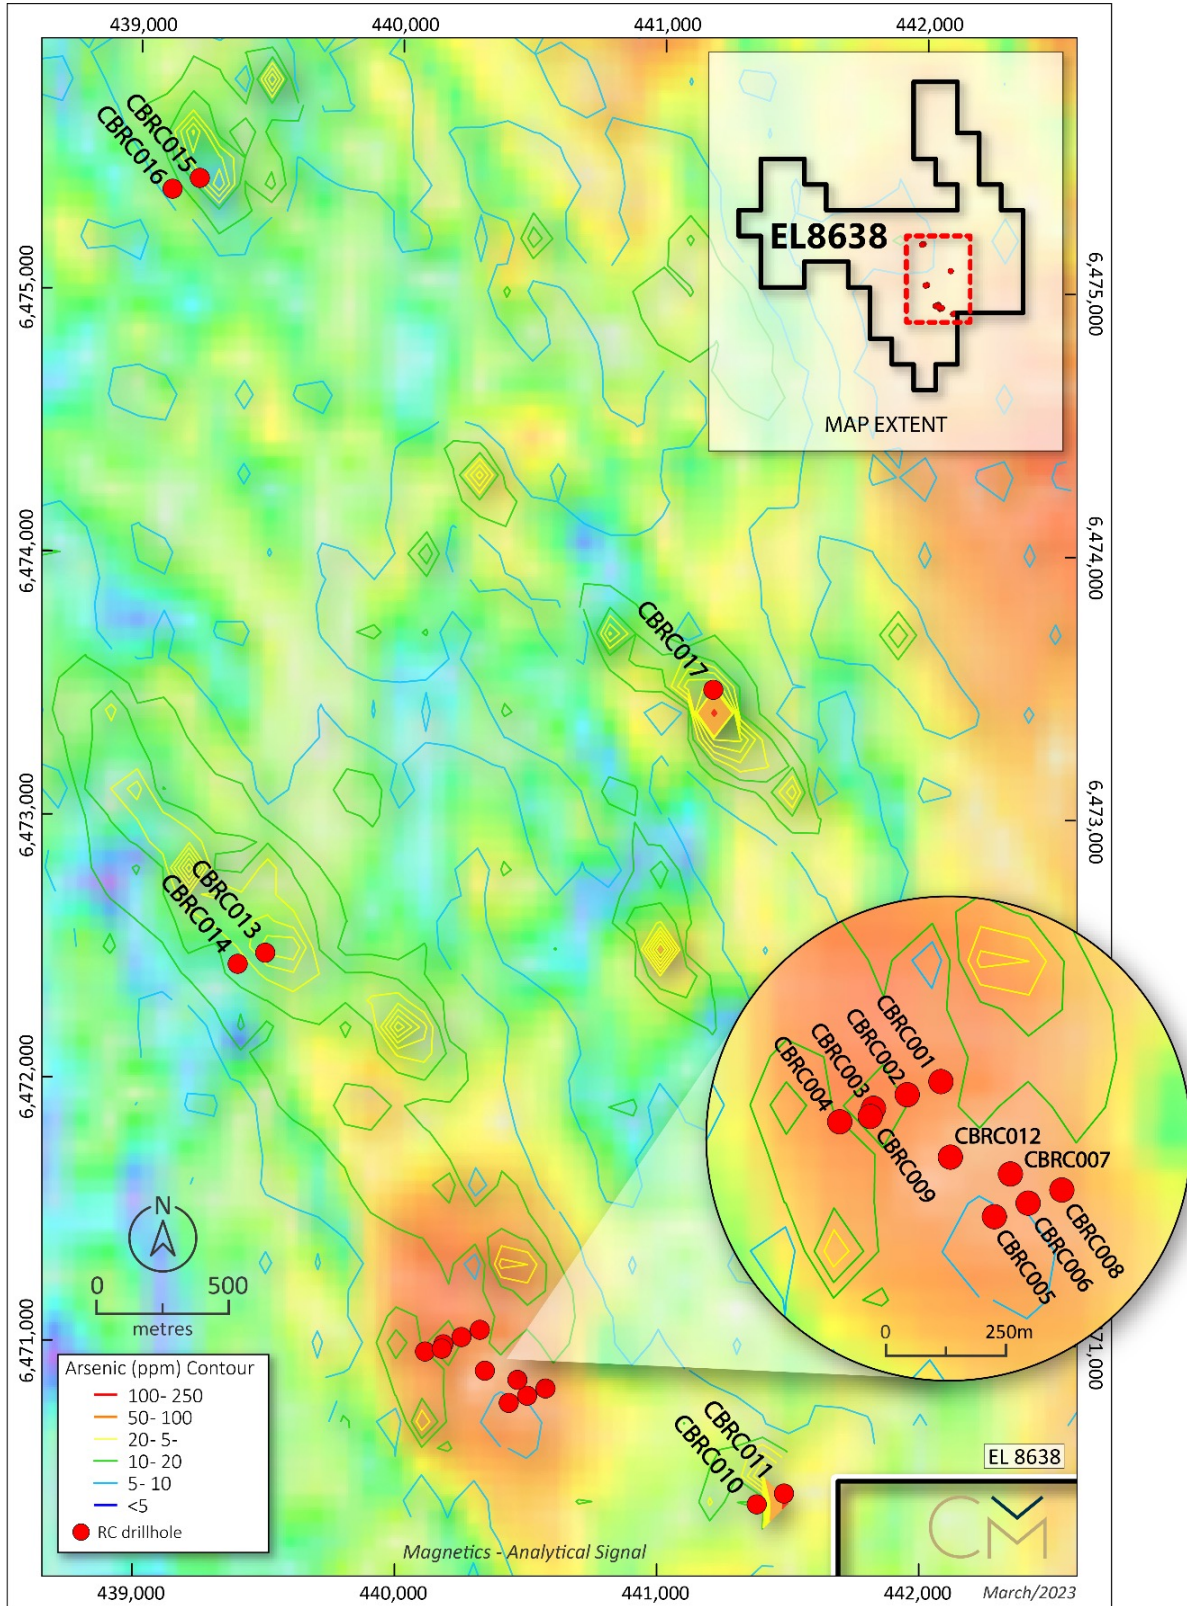 439,000
440,000
441,000
442,000
CBRC015
CBRC016
EL8638
MAP EXTENT
6,475,000
6,475,000
6,474,000
6,474,000
CBRC017
6,473,000
6,473,000
CBRC013
CBRC014
CBRC001
CBRC002
CBRC003
CBRC004
CBRC012
CBRC007
CBRC009
CBRC008
CBRC006
CBRC005
0 250m
6,472,000
N
0 500
metres
6,471,000
71,000
Arsenic (ppm) Contour
100- 250
50- 100
20- 5-
10- 20
5- 10
<5
RC drillhole
CBRC011
CBRC010
EL 8638
CM
Magnetics - Analytical Signal
439,000
440,000
441,000
442,000
March/2023